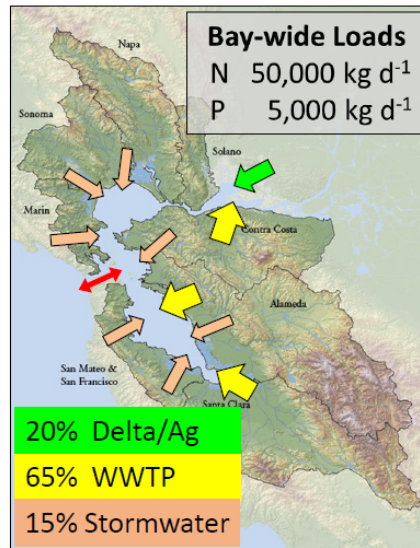 Bay-wide Loads
N 50,000 kg d⁻¹
P 5,000 kg d⁻¹
Napa
Sonoma
Solano
Marin
Contra Costa
Alameda
San Mateo &
San Francisco
Santa Clara
20% Delta/Ag
65% WWTP
15% Stormwater